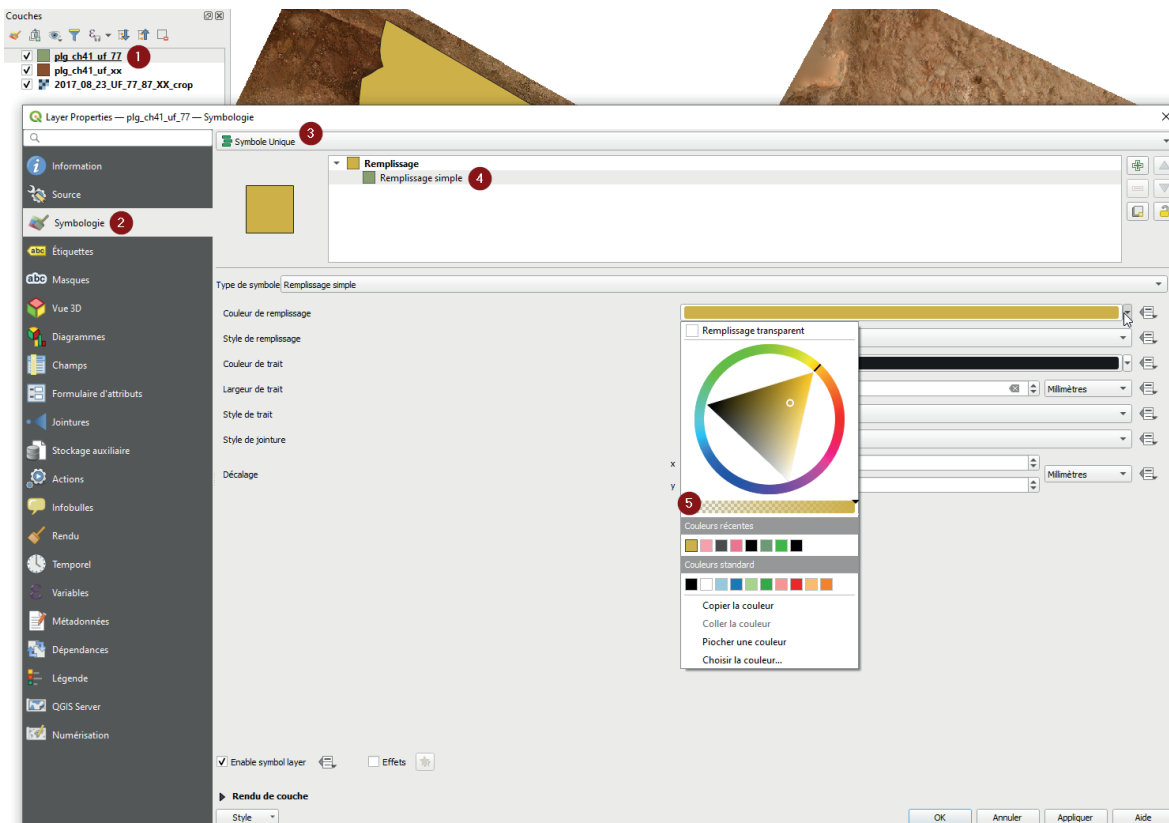 Couches
plg_ch41_uf_77 1
plg_ch41_uf_xx
2017_08_23_UF_77_87_XX_crop
Layer Properties — plg_ch41_uf_77 — Symbologie
Symbole Unique 3
Information
Source
Symbologie 2
Étiquettes
Masques
Vue 3D
Diagrammes
Champs
Formulaire d'attributs
Jointures
Stockage auxiliaire
Actions
Infobulles
Rendu
Temporel
Variables
Métadonnées
Dépendances
Légende
QGIS Server
Numérisation
Remplissage
Remplissage simple 4
Type de symbole Remplissage simple
Couleur de remplissage
Style de remplissage
Couleur de trait
Largeur de trait
Millimètres
Style de trait
Style de jointure
Décalage
x
y
Millimètres
Remplissage transparent
5
Couleurs récentes
Couleurs standard
Copier la couleur
Coller la couleur
Piocher une couleur
Choisir la couleur...
Enable symbol layer
Effets
Rendu de couche
Style
OK
Annuler
Appliquer
Aide